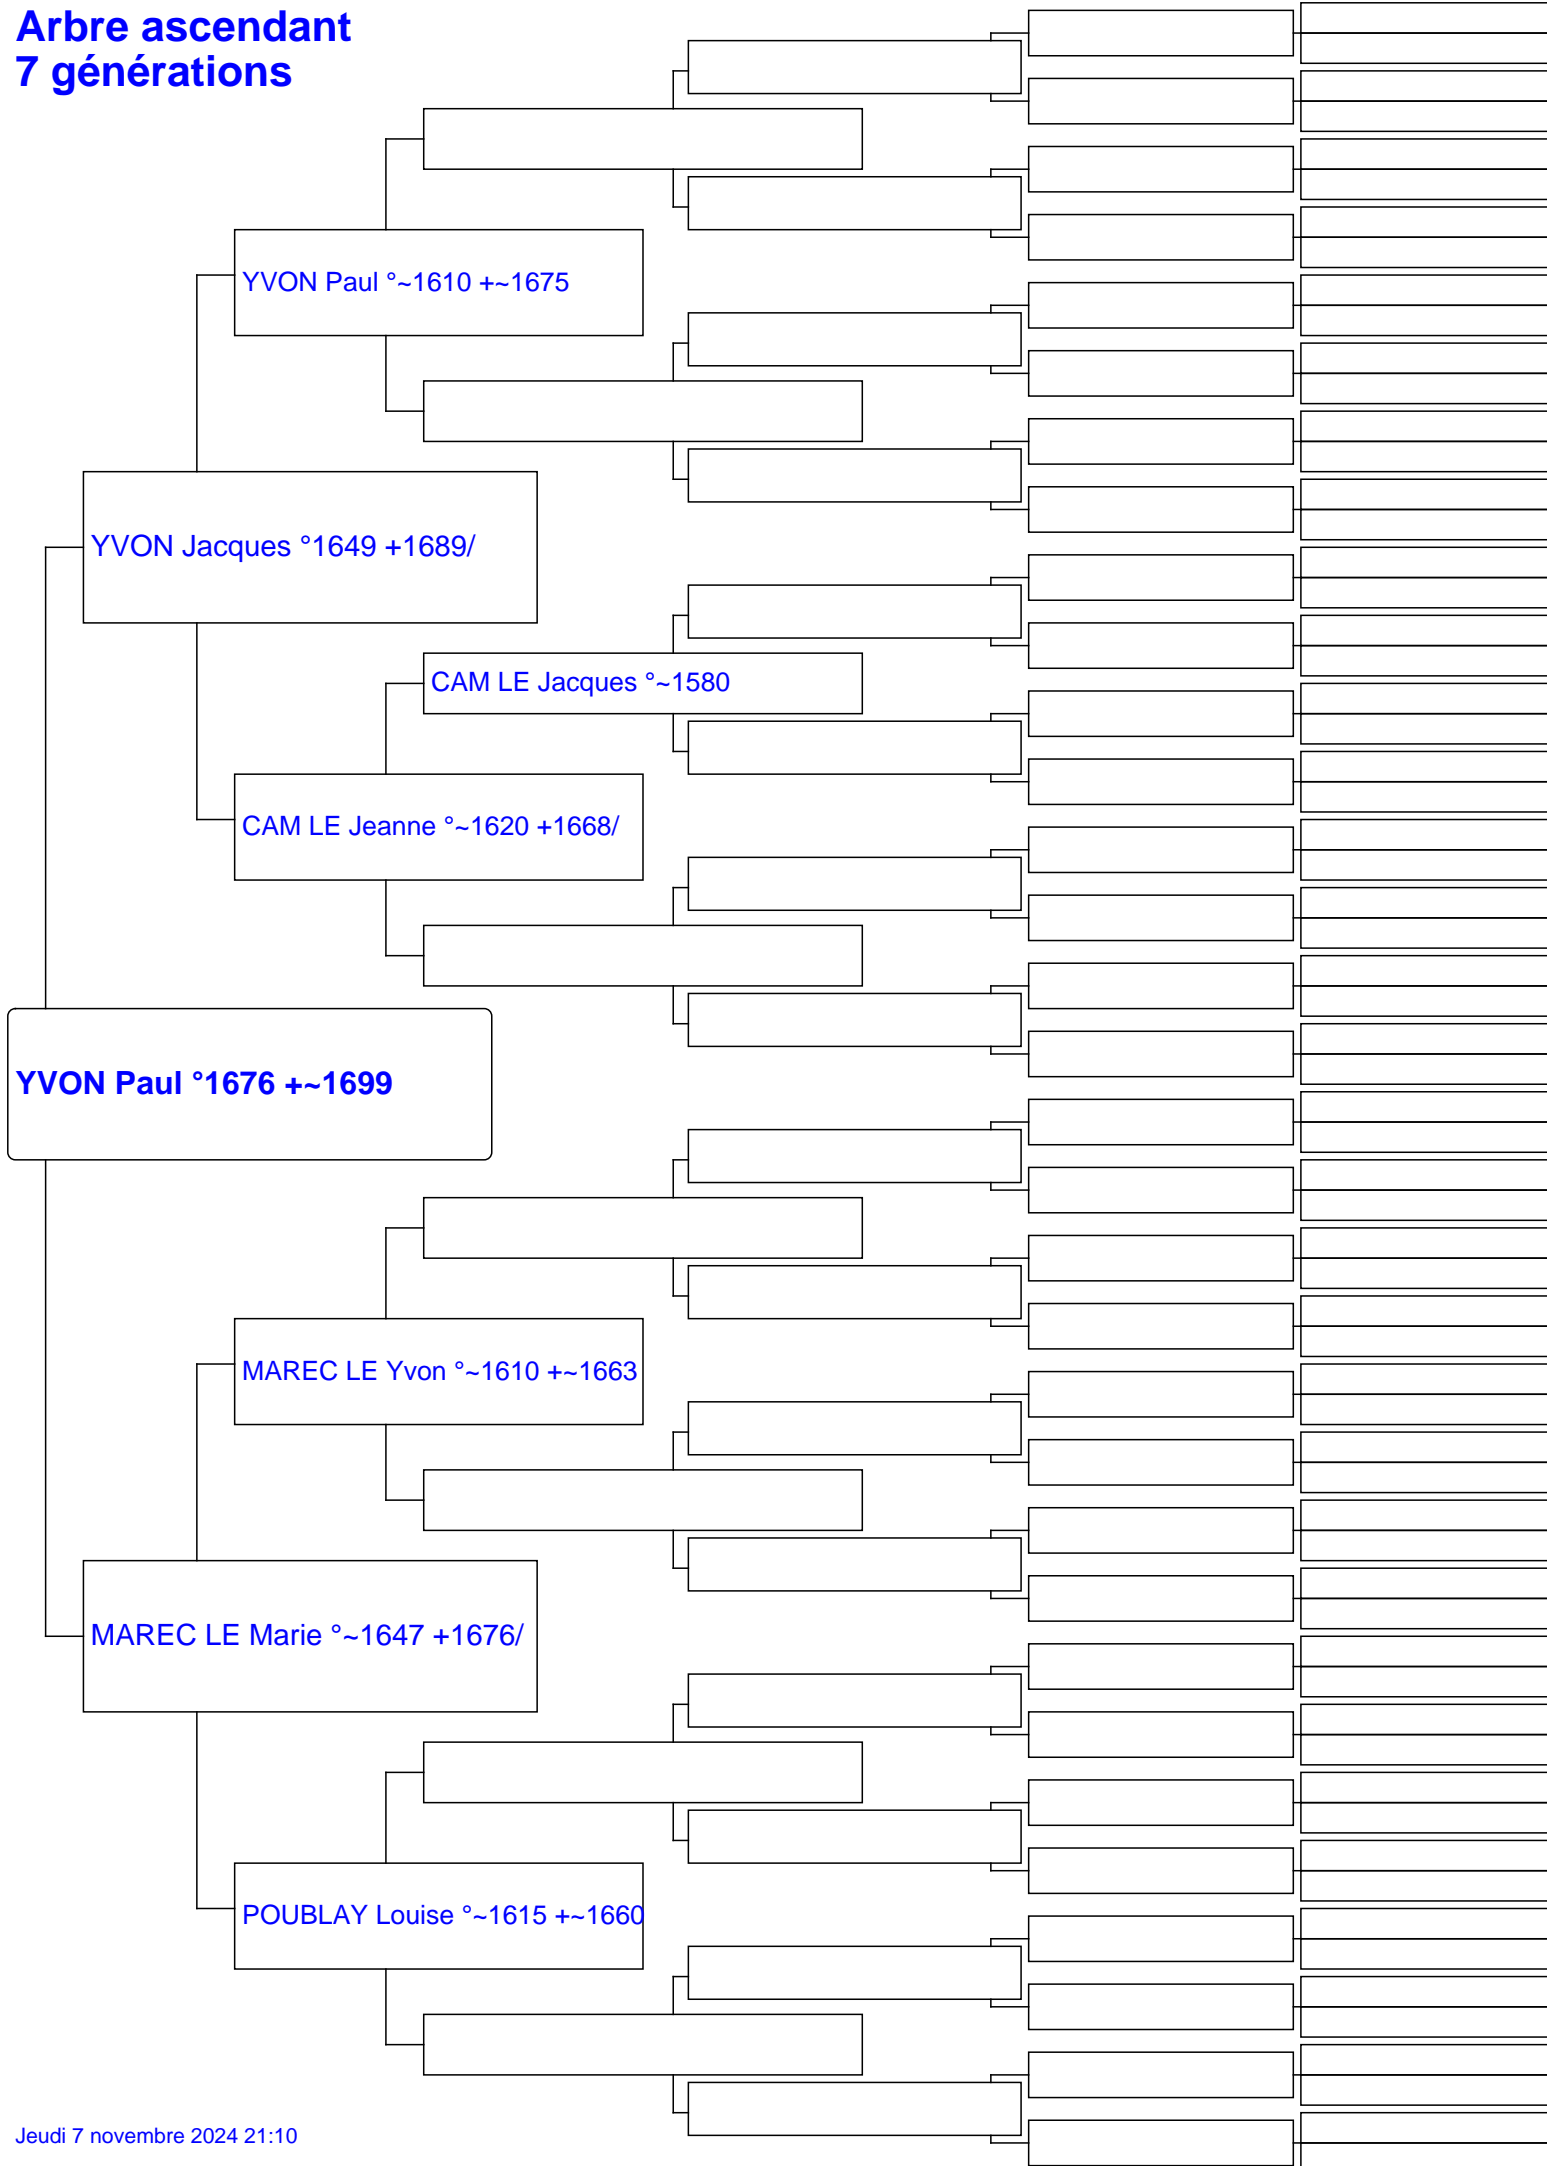 Arbre ascendant
7 générations
YVON Paul °~1610 +~1675
YVON Jacques °1649 +1689/
CAM LE Jacques °~1580
CAM LE Jeanne °~1620 +1668/
YVON Paul °1676 +~1699
MAREC LE Yvon °~1610 +~1663
MAREC LE Marie °~1647 +1676/
POUBLAY Louise °~1615 +~1660
Jeudi 7 novembre 2024 21:10